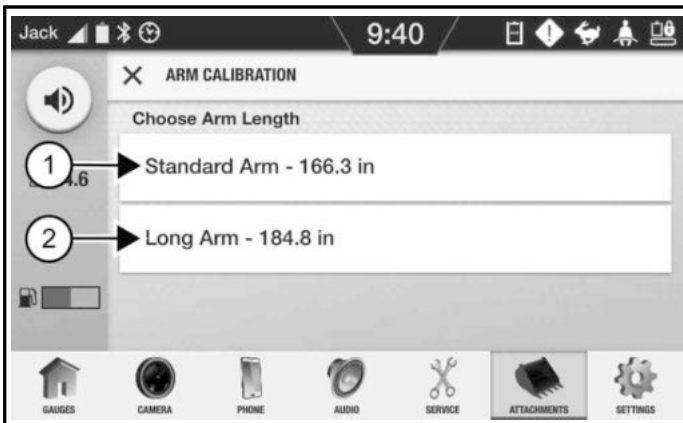 Jack 9:40
ARM CALIBRATION
Choose Arm Length
1 Standard Arm - 166.3 in
.6
2 Long Arm - 184.8 in
GAUGES CAMERA PHONE AUDIO SERVICE ATTACHMENTS SETTINGS